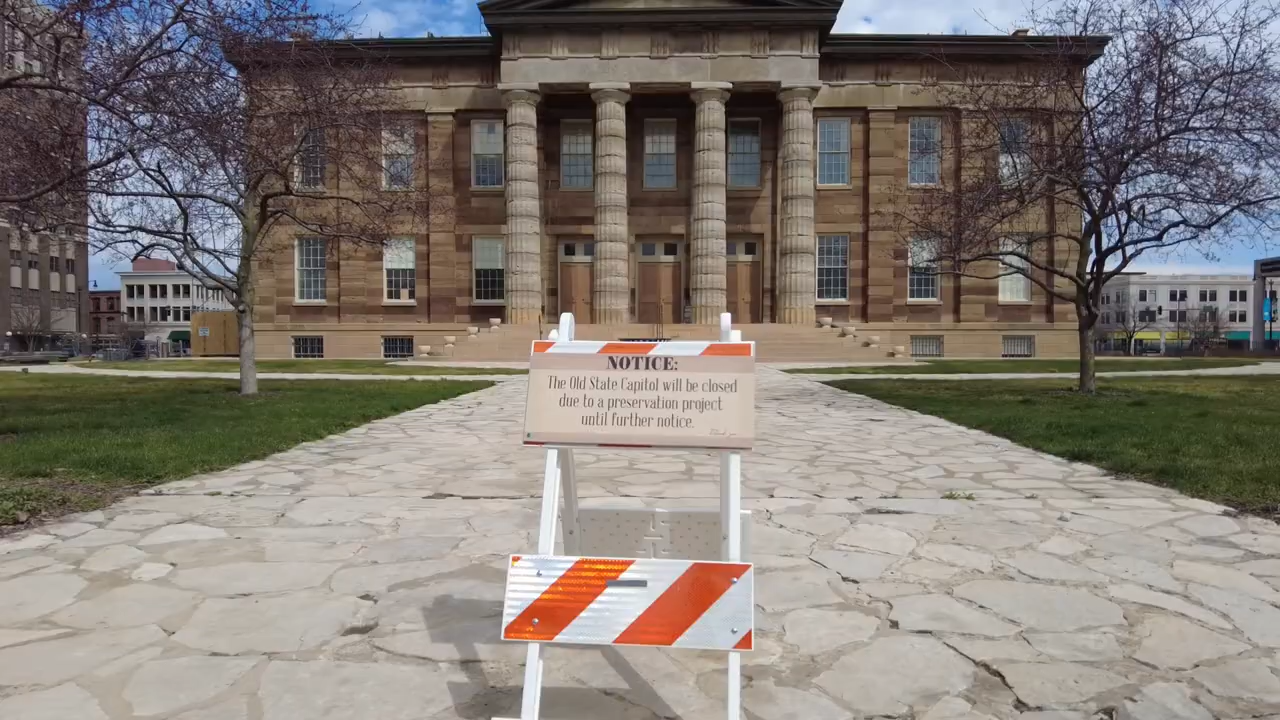 NOTICE:
The Old State Capitol will be closed
due to a preservation project
until further notice.